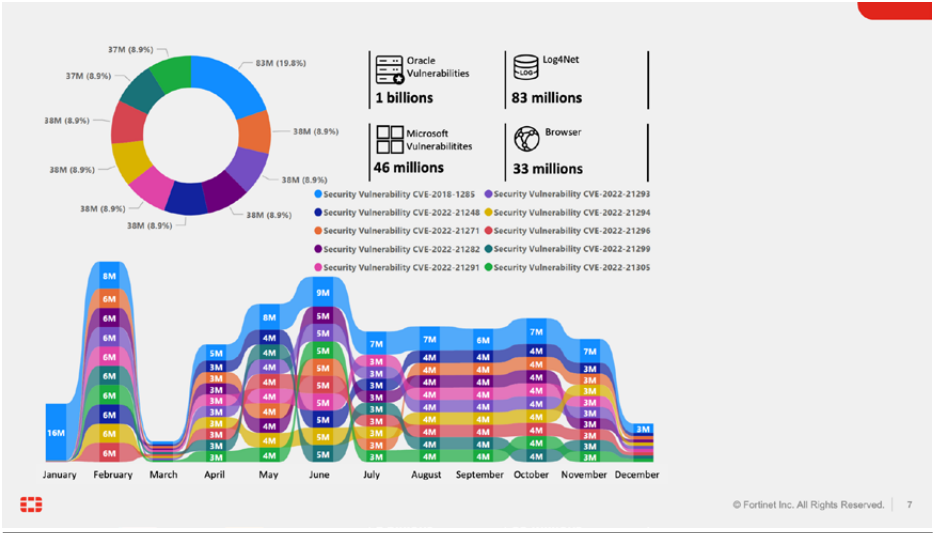 37M (8.9%)
83M (19.8%)
37M (8.9%)
38M (8.9%)
38M (8.9%)
38M (8.9%)
38M (8.9%)
38M (8.9%)
38M (8.9%)
38M (8.9%)
Oracle
Vulnerabilities
1 billions
LOG
Log4Net
83 millions
Microsoft
Vulnerabilitites
46 millions
Browser
33 millions
Security Vulnerability CVE-2018-1285
Security Vulnerability CVE-2022-21293
Security Vulnerability CVE-2022-21248
Security Vulnerability CVE-2022-21294
Security Vulnerability CVE-2022-21271
Security Vulnerability CVE-2022-21296
Security Vulnerability CVE-2022-21282
Security Vulnerability CVE-2022-21299
Security Vulnerability CVE-2022-21291
Security Vulnerability CVE-2022-21305
16M
8M
6M
6M
6M
6M
6M
6M
6M
6M
6M
5M
3M
3M
3M
3M
3M
3M
3M
3M
3M
8M
4M
4M
4M
4M
4M
4M
4M
4M
4M
9M
5M
5M
5M
5M
5M
5M
5M
5M
5M
7M
3M
3M
3M
3M
3M
3M
3M
3M
3M
7M
4M
4M
4M
4M
4M
4M
4M
4M
4M
6M
4M
4M
4M
4M
4M
4M
4M
4M
4M
7M
4M
4M
4M
4M
4M
4M
4M
4M
4M
7M
3M
3M
3M
3M
3M
3M
3M
3M
3M
3M
January February March April May June July August September October November December
© Fortinet Inc. All Rights Reserved. 7